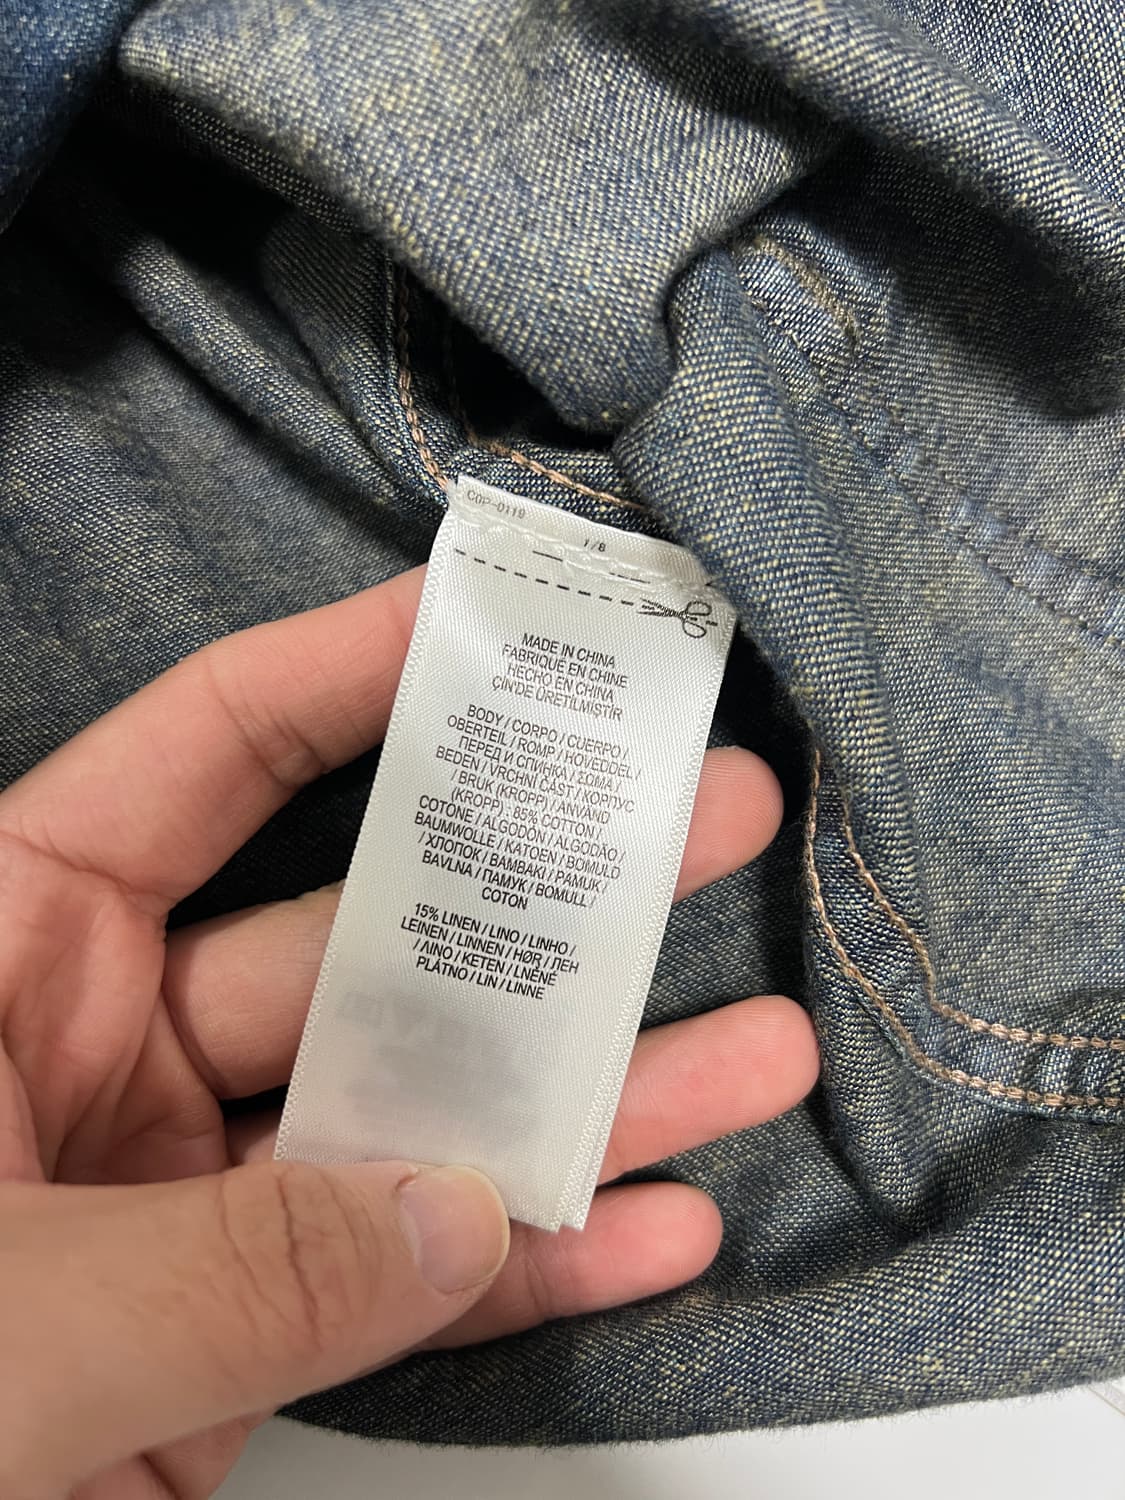 COP-0119
1/8
MADE IN CHINA
FABRIQUÉ EN CHINE
HECHO EN CHINA
ÇİN'DE ÜRETİLMİŞTİR
BODY / CORPO / CUERPO /
OBERTEIL / ROMP / HOVEDDEL /
ПЕРЕД И СПИНКА / ΣΩΜΑ /
BEDEN / VRCHNÍ ČÁST / КОРПУС
/ BRUK (KROPP) / ANVAND
(KROPP). 85% COTTON /
COTONE / ALGODÓN / ALGODÃO /
BAUMWOLLE / KATOEN / BOMULD
/ ХЛОПОК / ΒΑΜΒΑΚΙ / PAMUK /
BAVLNA / ПАМУК / BOMULL /
COTON
15% LINEN / LINO / LINHO /
LEINEN / LINNEN / HØR / ЛЕН
/ ΛΙΝΟ / KETEN / LNĚNÉ
PLÁTNO / LIN / LINNE